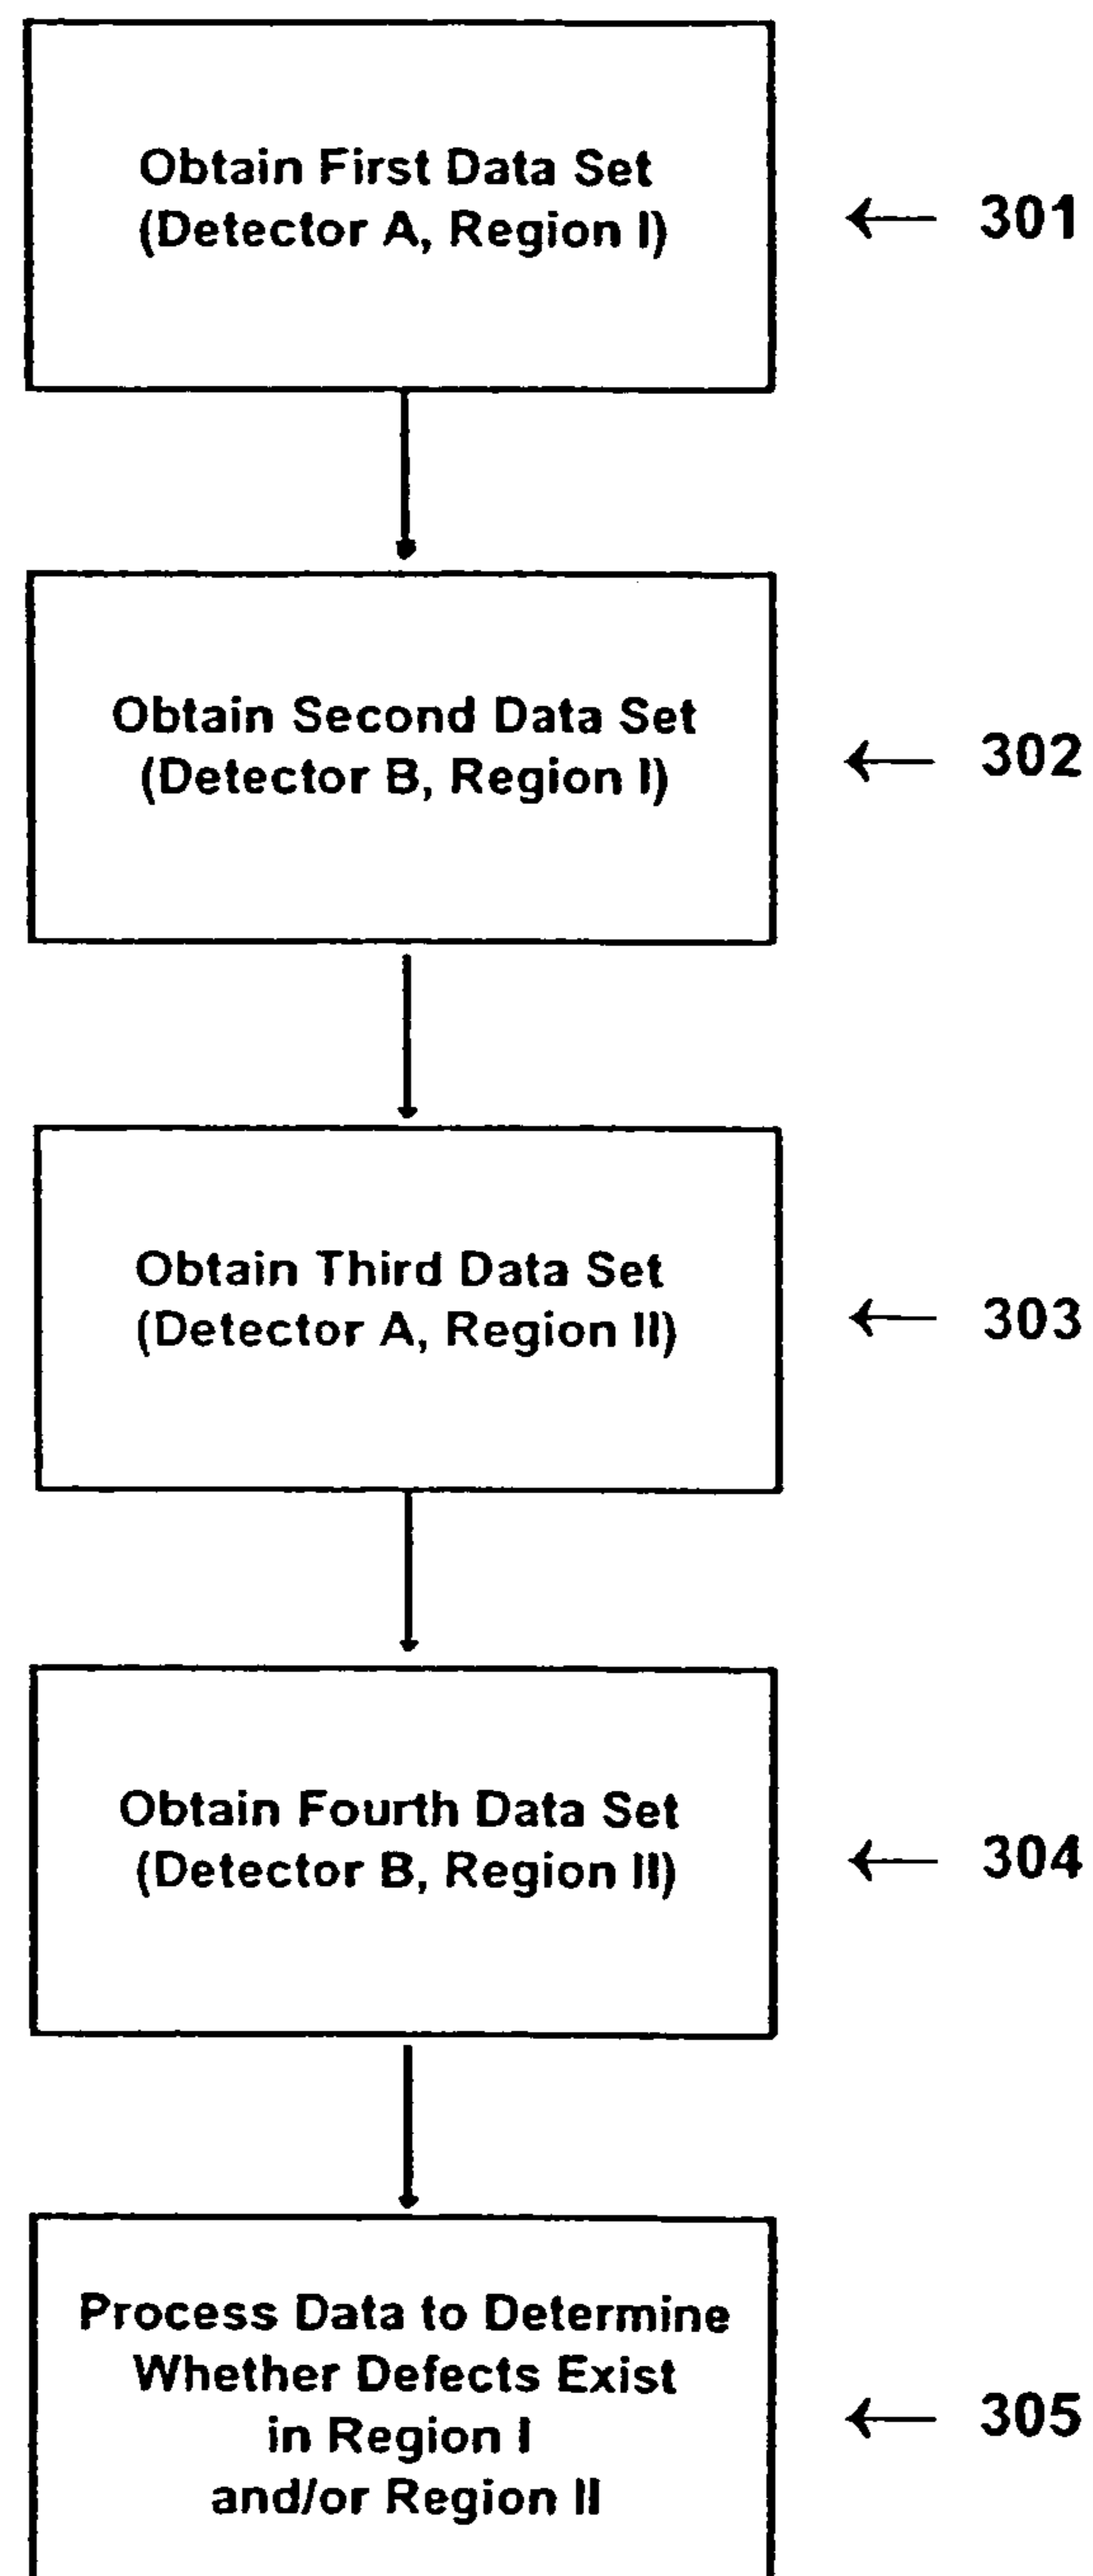 Obtain First Data Set
(Detector A, Region I)
← 301
Obtain Second Data Set
(Detector B, Region I)
← 302
Obtain Third Data Set
(Detector A, Region II)
← 303
Obtain Fourth Data Set
(Detector B, Region II)
← 304
Process Data to Determine
Whether Defects Exist
in Region I
and/or Region II
← 305